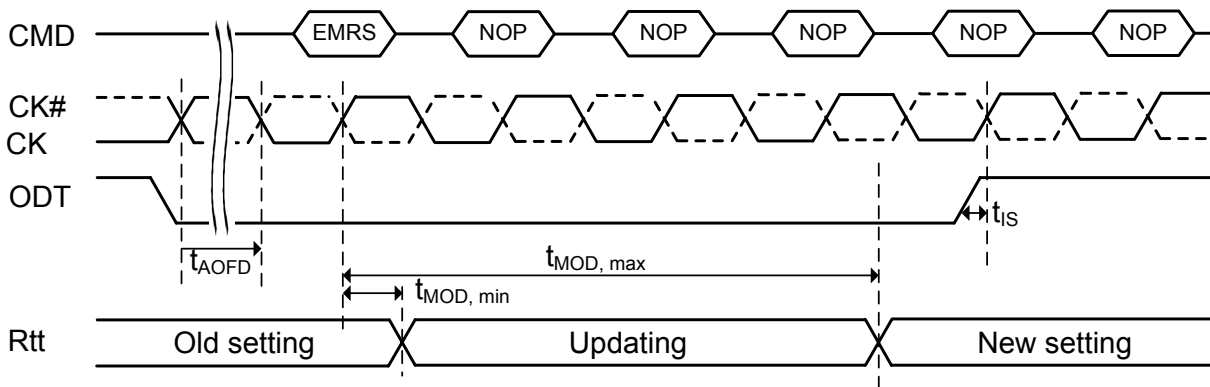 CMD EMRS NOP NOP NOP NOP NOP
CK#
CK
ODT
tIS
tAOFD
tMOD, max
tMOD, min
Rtt Old setting Updating New setting